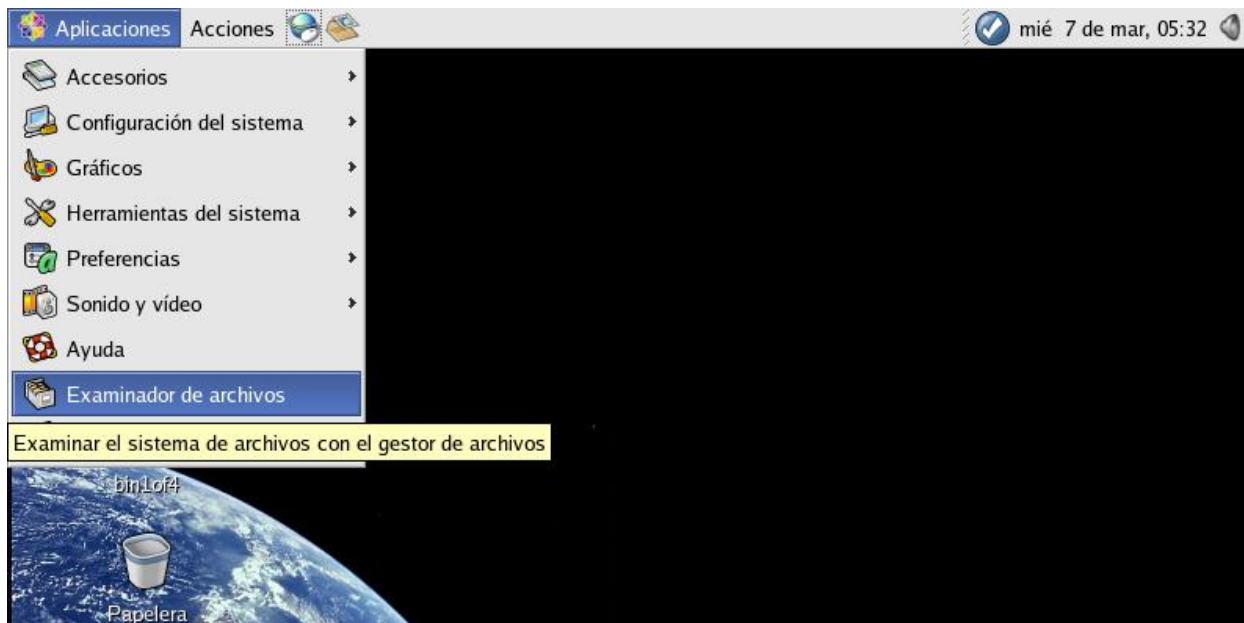 Aplicaciones Acciones mié 7 de mar, 05:32
Accesorios
Configuración del sistema
Gráficos
Herramientas del sistema
Preferencias
Sonido y vídeo
Ayuda
Examinador de archivos
Examinar el sistema de archivos con el gestor de archivos
bin1of4
Papelera